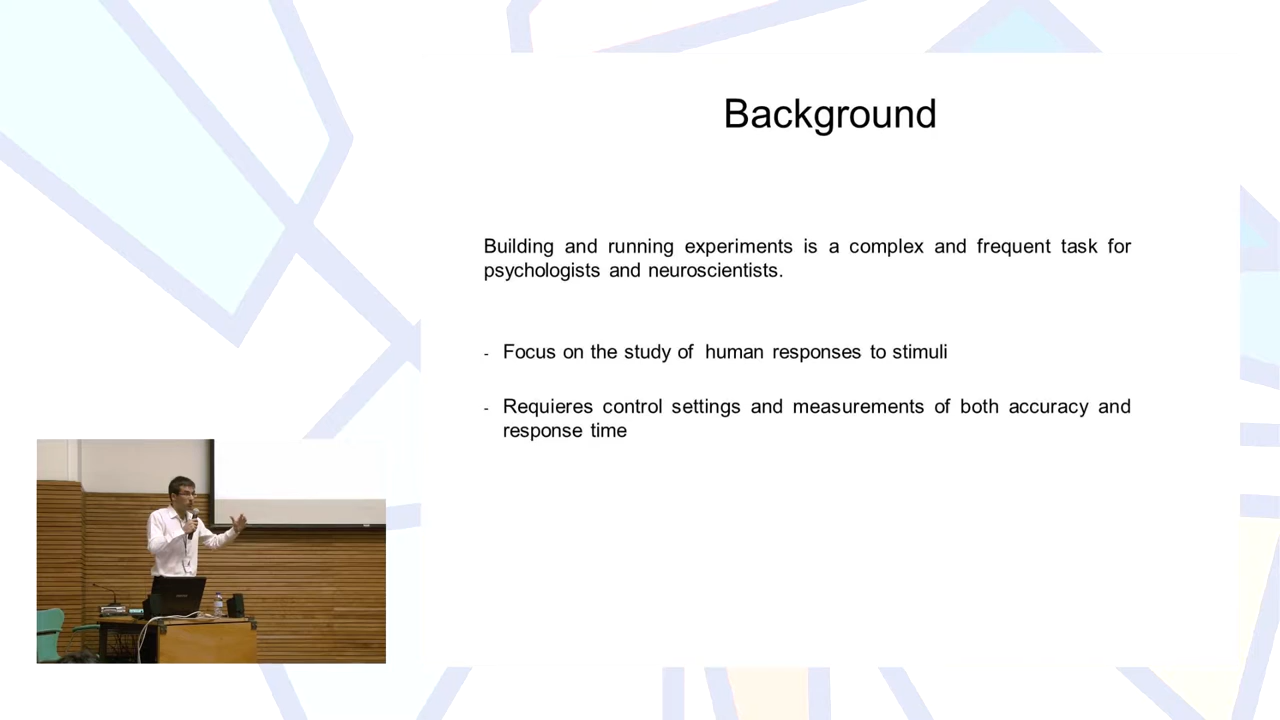 Background
Building and running experiments is a complex and frequent task for
psychologists and neuroscientists.
- Focus on the study of human responses to stimuli
- Requieres control settings and measurements of both accuracy and
response time